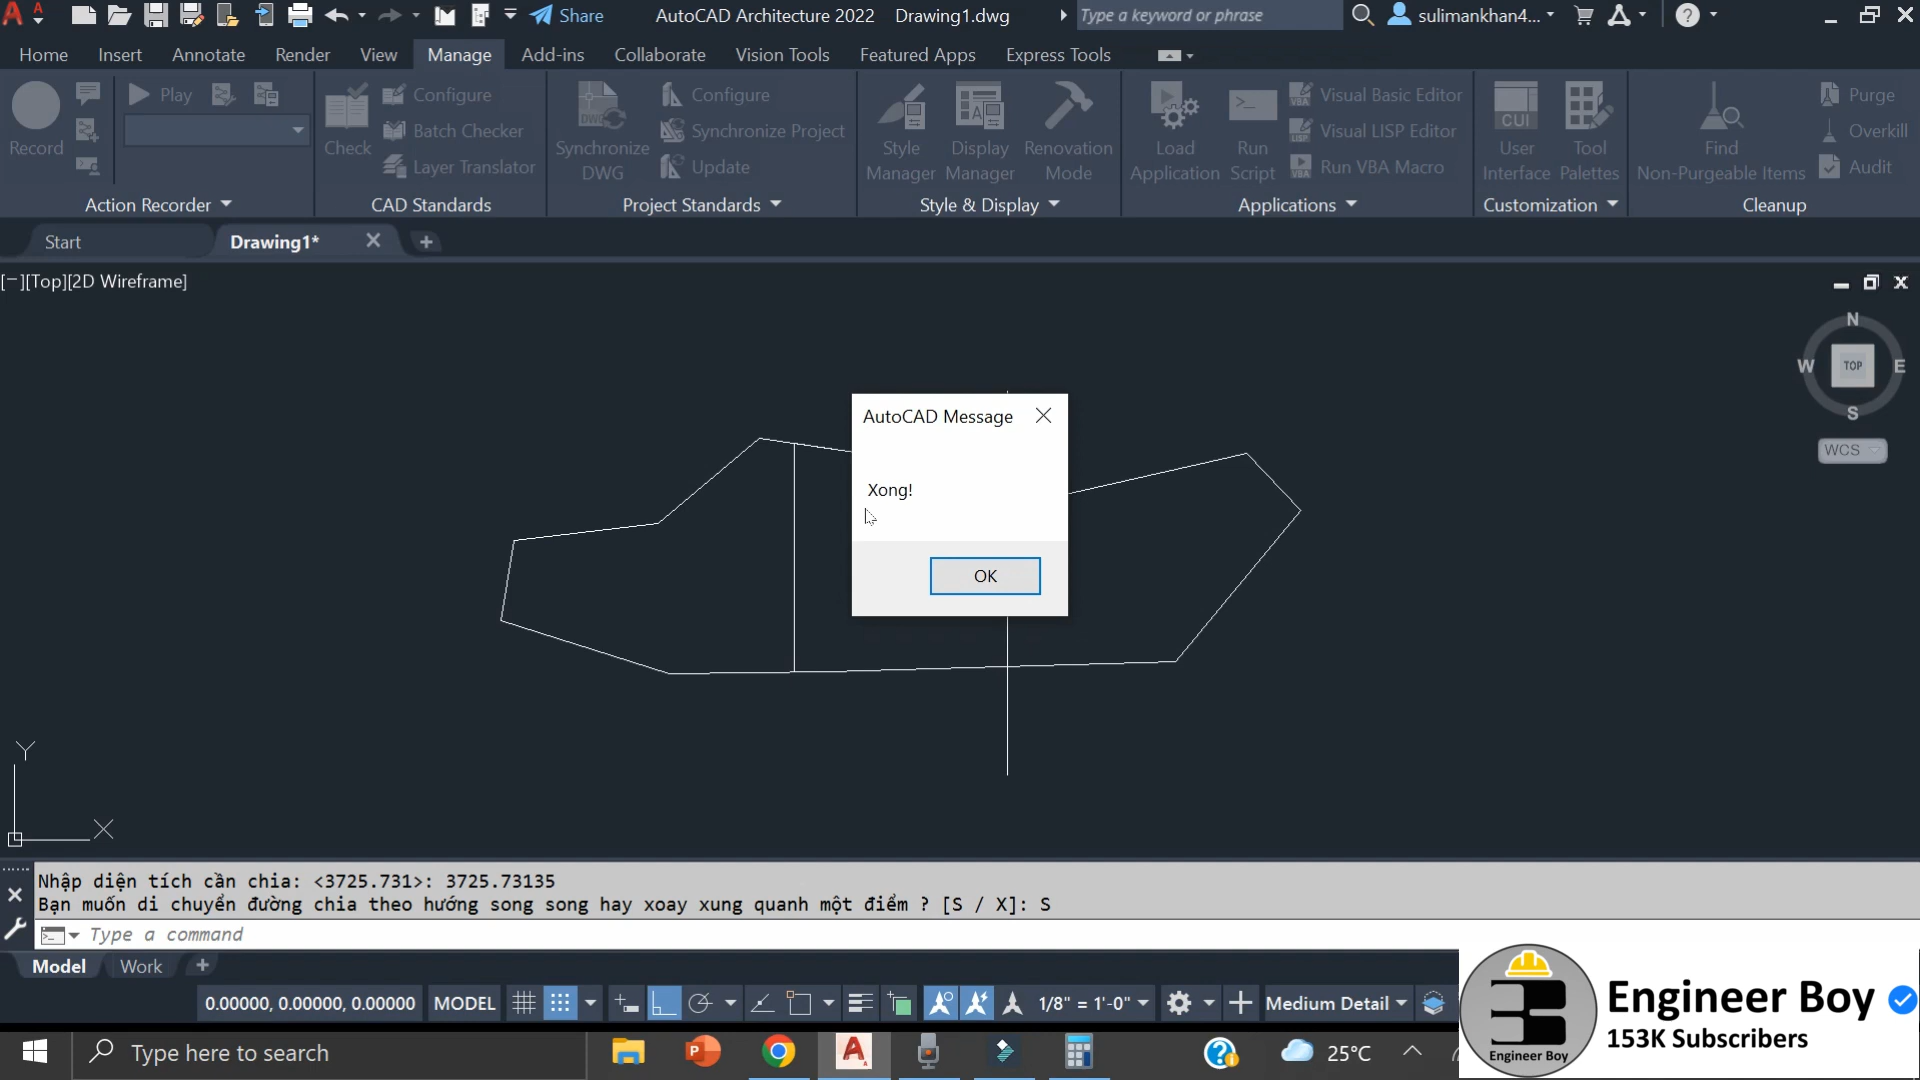 Share
AutoCAD Architecture 2022 Drawing1.dwg
Type a keyword or phrase
sulimankhan4...
Home Insert Annotate Render View Manage Add-ins Collaborate Vision Tools Featured Apps Express Tools
Record
Play
Action Recorder
Check
Configure
Batch Checker
Layer Translator
CAD Standards
DWG
Synchronize
DWG
Configure
Synchronize Project
Update
Project Standards
Style
Manager
Display
Manager
Renovation
Mode
Style & Display
Load
Application
Run
Script
VBA Visual Basic Editor
LISP Visual LISP Editor
VBA Run VBA Macro
Applications
CUI
User
Interface
Tool
Palettes
Customization
Find
Non-Purgeable Items
Purge
Overkill
Audit
Cleanup
Start
Drawing1*
[−][Top][2D Wireframe]
N
W TOP E
S
WCS
AutoCAD Message
Xong!
OK
Y
X
Nhập diện tích cần chia: <3725.731>: 3725.73135
Bạn muốn di chuyển đường chia theo hướng song song hay xoay xung quanh một điểm ? [S / X]: S
Type a command
Model Work +
0.00000, 0.00000, 0.00000 MODEL 1/8" = 1'-0" Medium Detail
Type here to search
25°C
Engineer Boy
Engineer Boy
153K Subscribers